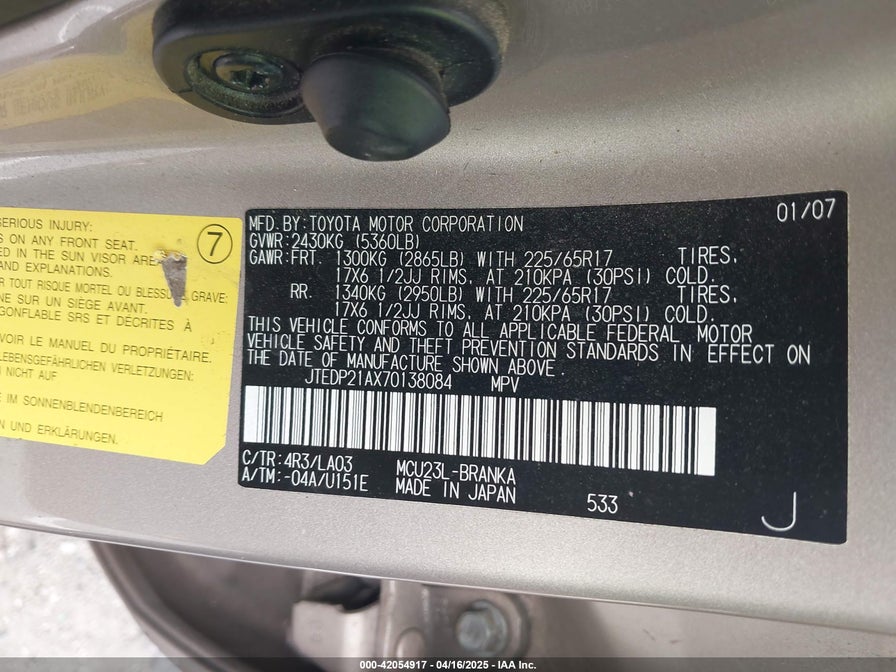 SERIOUS INJURY:
ON ANY FRONT SEAT.
IN THE SUN VISOR AREA
AND EXPLANATIONS.
TOUT RISQUE MORTEL OU BLESSURE GRAVE:
SUR UN SIÈGE AVANT.
GONFLABLE SRS ET DÉCRITES À
VOIR LE MANUEL DU PROPRIÉTAIRE.
LEBENSGEFÄHRLICHEN VERLETZUNGEN:
NICHT AUF
IM SONNENBLENDENBEREICH
UND ERKLÄRUNGEN.
7
MFD. BY: TOYOTA MOTOR CORPORATION 01/07
GVWR: 2430KG (5360LB)
GAWR: FRT. 1300KG (2865LB) WITH 225/65R17 TIRES,
17X6 1/2JJ RIMS, AT 210KPA (30PSI) COLD.
RR. 1340KG (2950LB) WITH 225/65R17 TIRES,
17X6 1/2JJ RIMS, AT 210KPA (30PSI) COLD.
THIS VEHICLE CONFORMS TO ALL APPLICABLE FEDERAL MOTOR
VEHICLE SAFETY AND THEFT PREVENTION STANDARDS IN EFFECT ON
THE DATE OF MANUFACTURE SHOWN ABOVE.
JTEDP21AX70138084 MPV
C/TR: 4R3/LA03 MCU23L-BRANKA
A/TM: -04A/U151E MADE IN JAPAN
533
J
000-42054917 - 04/16/2025 - IAA Inc.